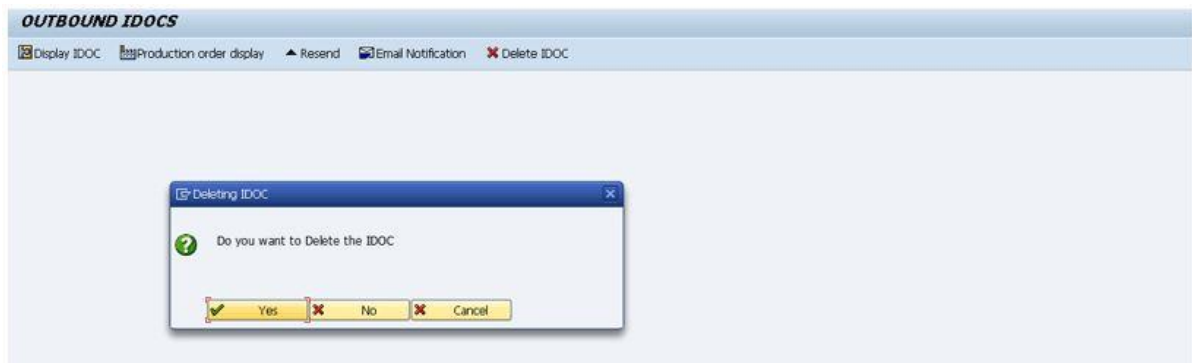 OUTBOUND IDOCS
Display IDOC Production order display Resend Email Notification Delete IDOC
Deleting IDOC
Do you want to Delete the IDOC
Yes No Cancel